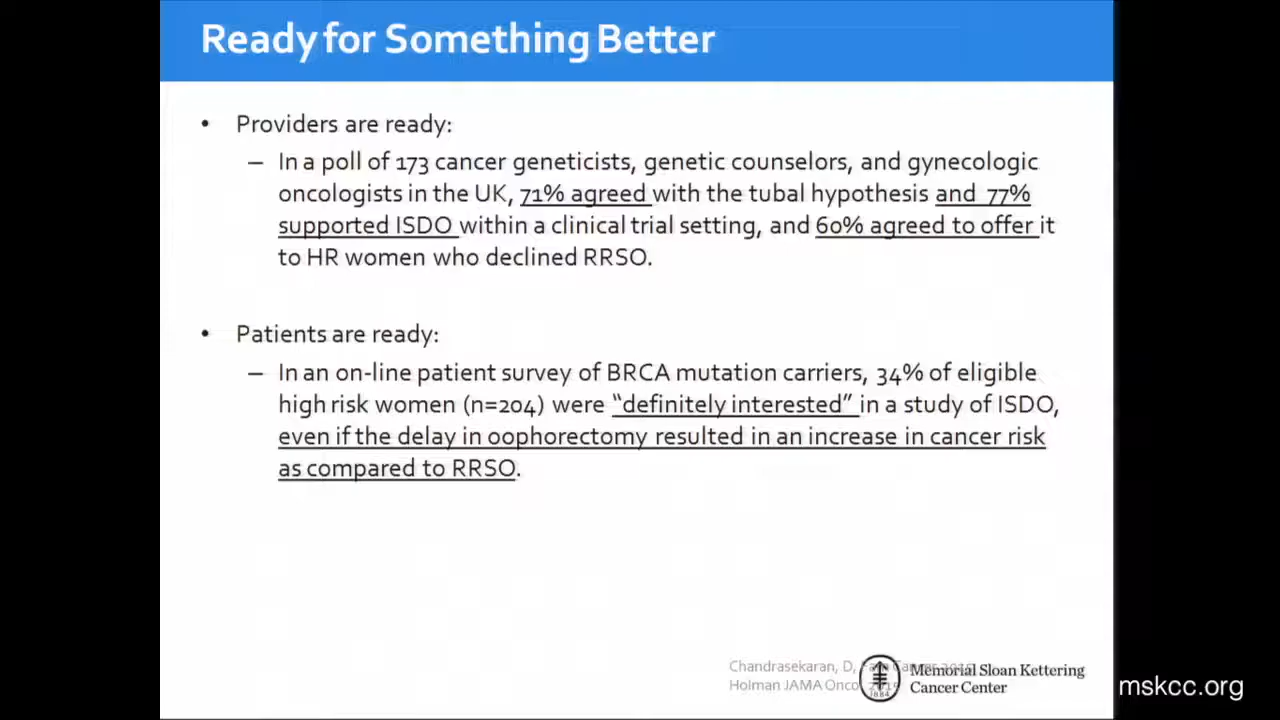 Ready for Something Better
• Providers are ready:
– In a poll of 173 cancer geneticists, genetic counselors, and gynecologic
oncologists in the UK, 71% agreed with the tubal hypothesis and 77%
supported ISDO within a clinical trial setting, and 60% agreed to offer it
to HR women who declined RRSO.
• Patients are ready:
– In an on-line patient survey of BRCA mutation carriers, 34% of eligible
high risk women (n=204) were “definitely interested” in a study of ISDO,
even if the delay in oophorectomy resulted in an increase in cancer risk
as compared to RRSO.
Chandrasekaran, D,
Holman JAMA Onco
1884
Memorial Sloan Kettering
Cancer Center
mskcc.org